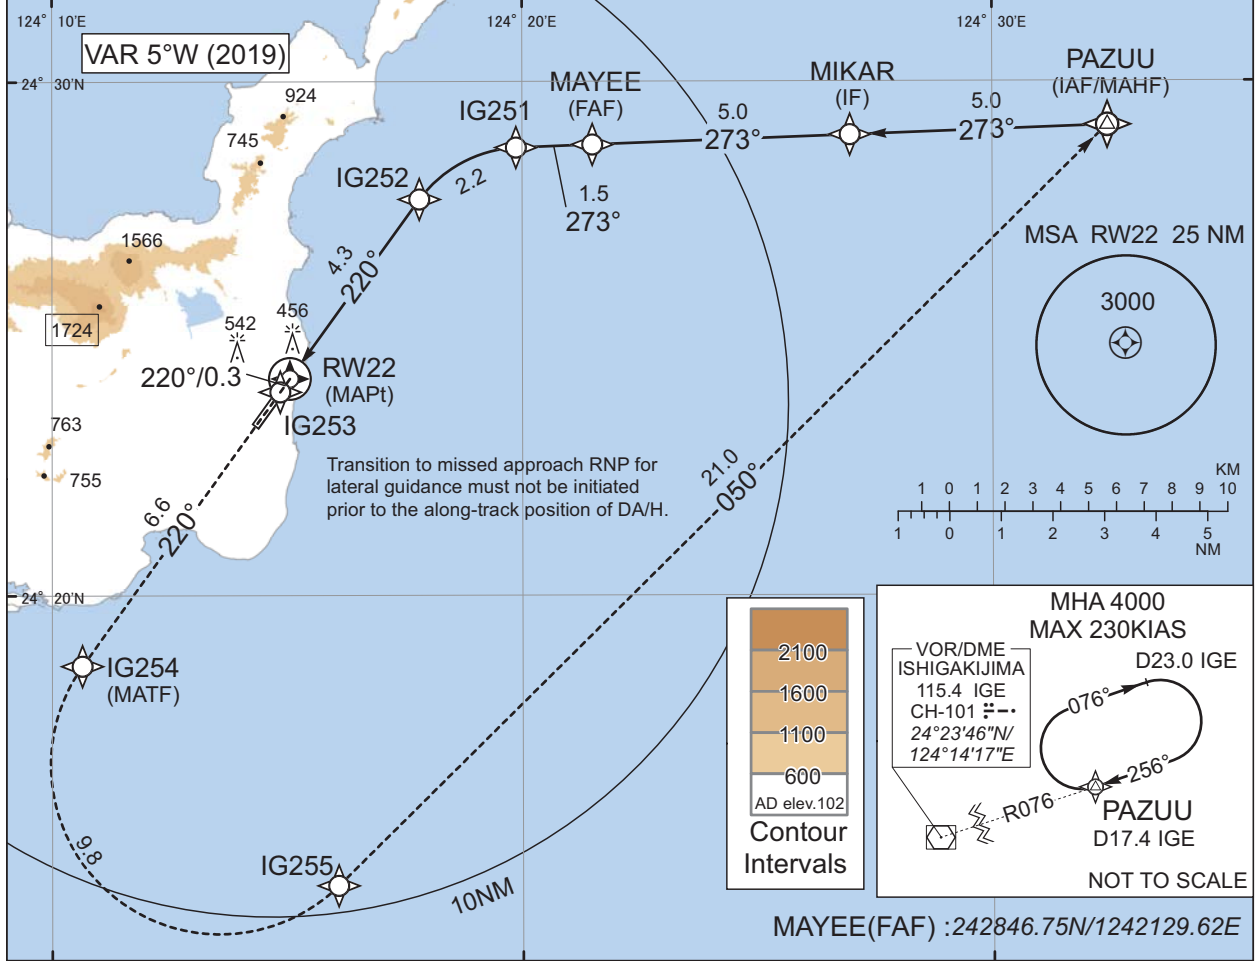 124° 10'E
124° 20'E
124° 30'E
VAR 5°W (2019)
24° 30'N
PAZUU
(IAF/MAHF)
MIKAR
(IF)
MAYEE
(FAF)
IG251
5.0
273°
5.0
273°
924
745
IG252
2.2
1.5
273°
1566
4.3
220°
MSA RW22 25 NM
3000
1724
542
456
220°/0.3
RW22
(MAPt)
IG253
763
755
Transition to missed approach RNP for
lateral guidance must not be initiated
prior to the along-track position of DA/H.
21.0
050°
KM
1 0 1 2 3 4 5 6 7 8 9 10
1 0 1 2 3 4 5
NM
6.6
220°
24° 20'N
IG254
(MATF)
9.8
IG255
10NM
2100
1600
1100
600
AD elev.102
Contour
Intervals
MHA 4000
MAX 230KIAS
VOR/DME
ISHIGAKIJIMA
115.4 IGE
CH-101
24°23'46"N/
124°14'17"E
D23.0 IGE
076°
256°
R076
PAZUU
D17.4 IGE
NOT TO SCALE
MAYEE(FAF) :242846.75N/1242129.62E